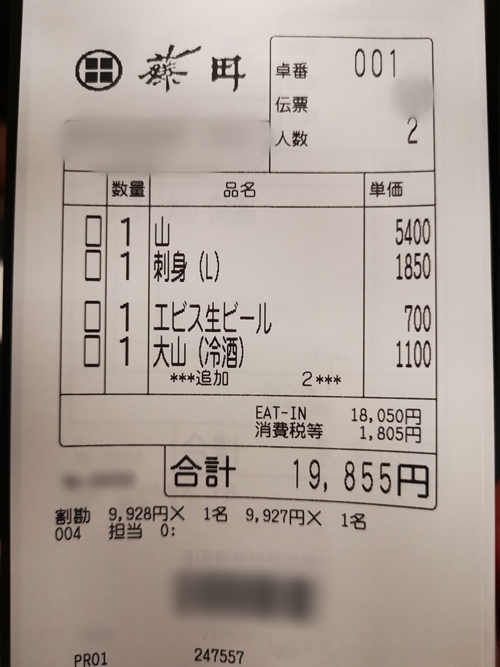 藤田
卓番 001
伝票
人数 2
数量 品名 単価
1 山 5400
1 刺身 (L) 1850
1 エビス生ビール 700
1 大山 (冷酒) 1100
***追加 2***
EAT-IN 18,050円
消費税等 1,805円
合計 19,855円
割勘 9,928円× 1名 9,927円× 1名
004 担当 0:
PR01 247557